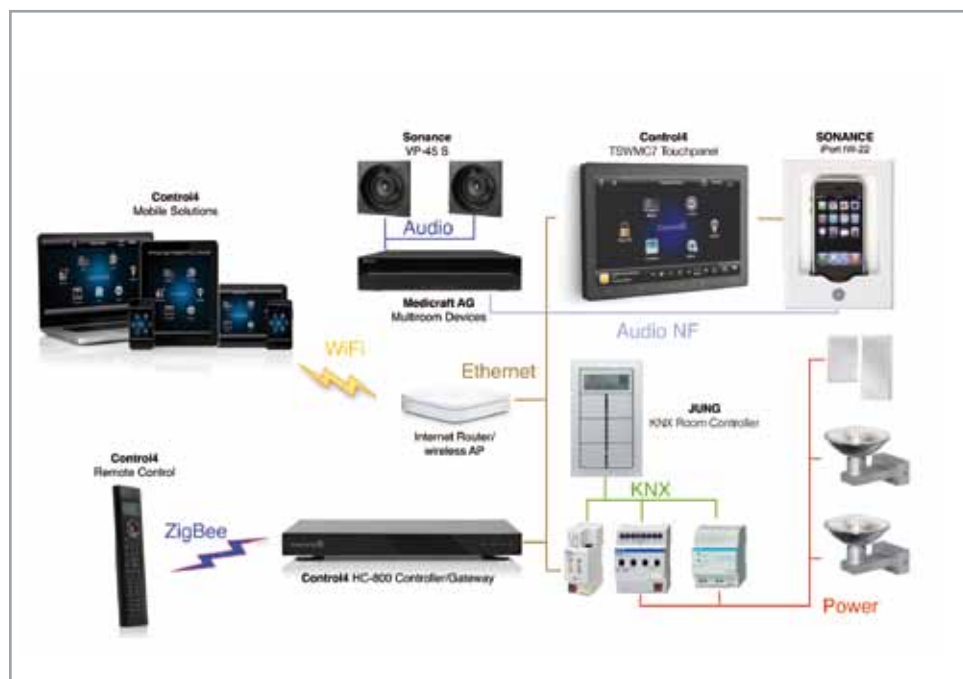 Sonance
VP-45 S
Control4
TSWMC7 Touchpanel
SONANCE
iPort IW-22
Control4
Mobile Solutions
Audio
Medicraft AG
Multiroom Devices
Audio NF
WiFi
Ethernet
Internet Router/
wireless AP
JUNG
KNX Room Controller
Control4
Remote Control
KNX
ZigBee
Control4 HC-800 Controller/Gateway
Power